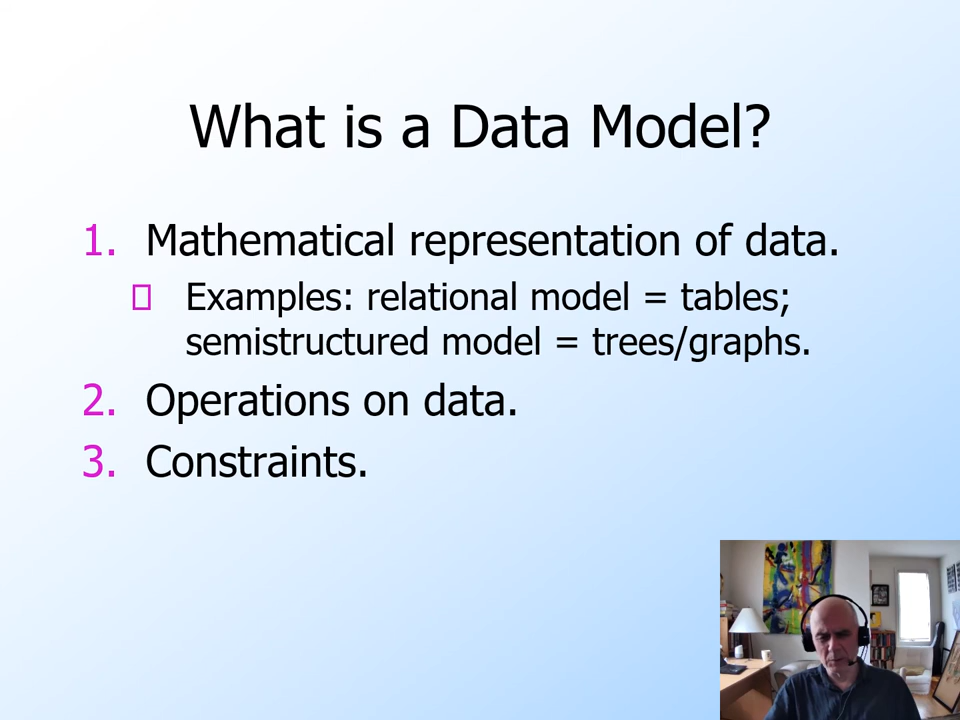 What is a Data Model?
1. Mathematical representation of data.
Examples: relational model = tables;
semistructured model = trees/graphs.
2. Operations on data.
3. Constraints.